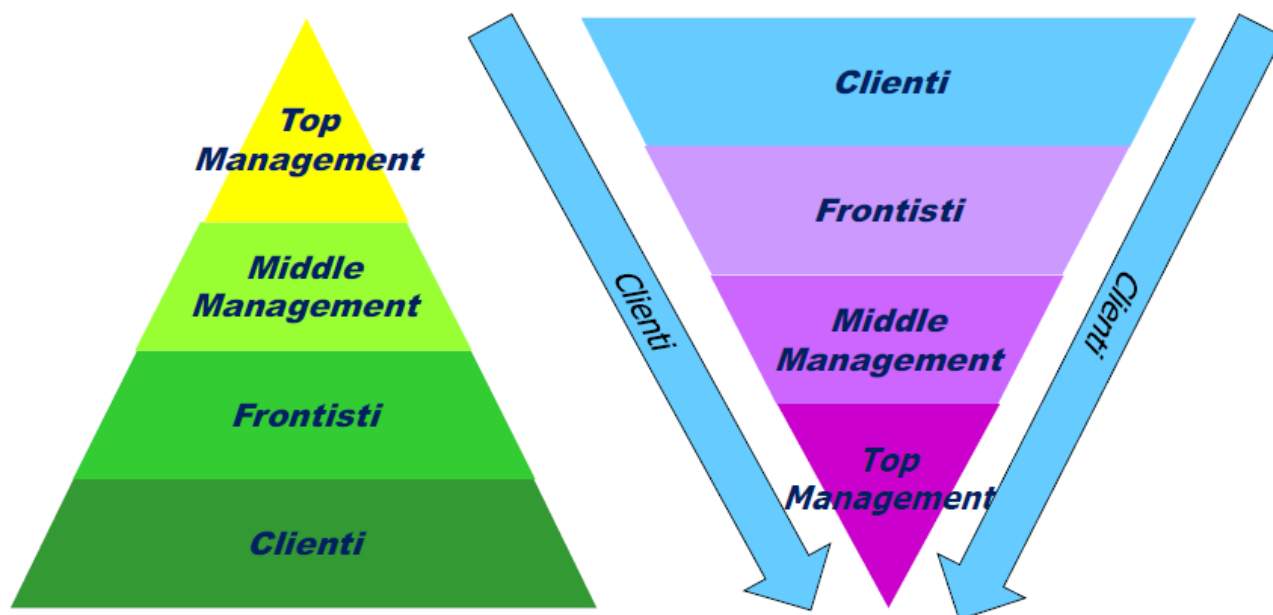 Top
Management
Middle
Management
Frontisti
Clienti
Clienti
Clienti
Frontisti
Middle
Management
Top
Management
Clienti